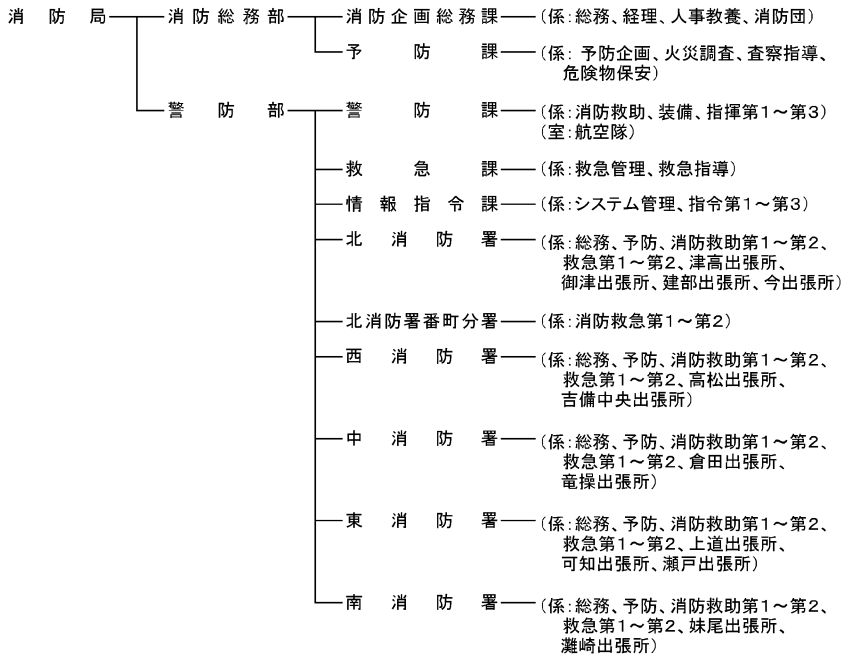 消防局 消防総務部 消防企画総務課 (係:総務、経理、人事教養、消防団)
予防課 (係: 予防企画、火災調査、査察指導、
危険物保安)
警防部 警防課 (係:消防救助、装備、指揮第1～第3)
(室:航空隊)
救急課 (係:救急管理、救急指導)
情報指令課 (係:システム管理、指令第1～第3)
北消防署 (係:総務、予防、消防救助第1～第2、
救急第1～第2、津高出張所、
御津出張所、建部出張所、今出張所)
北消防署番町分署 (係:消防救急第1～第2)
西消防署 (係:総務、予防、消防救助第1～第2、
救急第1～第2、高松出張所、
吉備中央出張所)
中消防署 (係:総務、予防、消防救助第1～第2、
救急第1～第2、倉田出張所、
竜操出張所)
東消防署 (係:総務、予防、消防救助第1～第2、
救急第1～第2、上道出張所、
可知出張所、瀬戸出張所)
南消防署 (係:総務、予防、消防救助第1～第2、
救急第1～第2、妹尾出張所、
灘崎出張所)